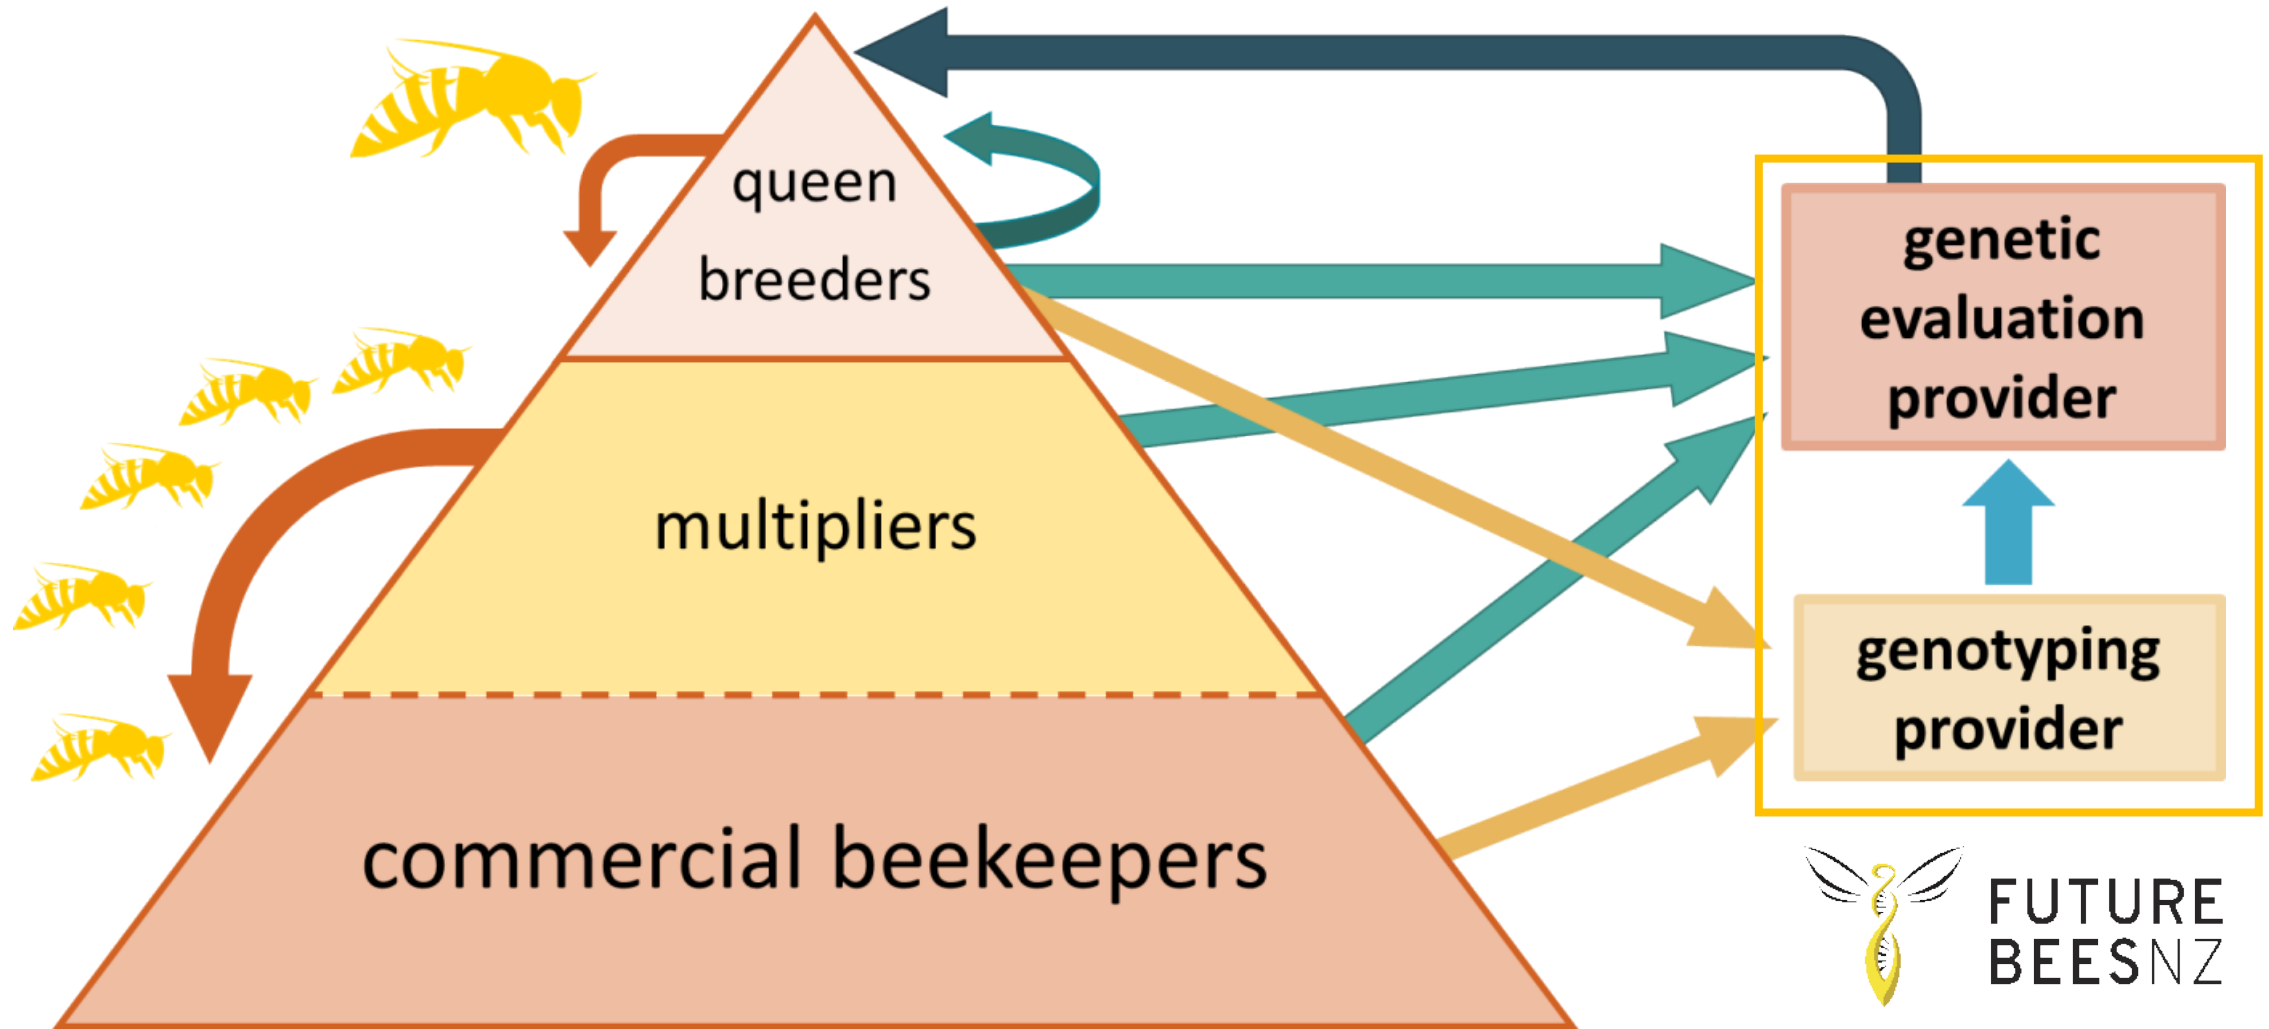 queen
breeders
multipliers
commercial beekeepers
genetic
evaluation
provider
genotyping
provider
FUTURE
BEESNZ